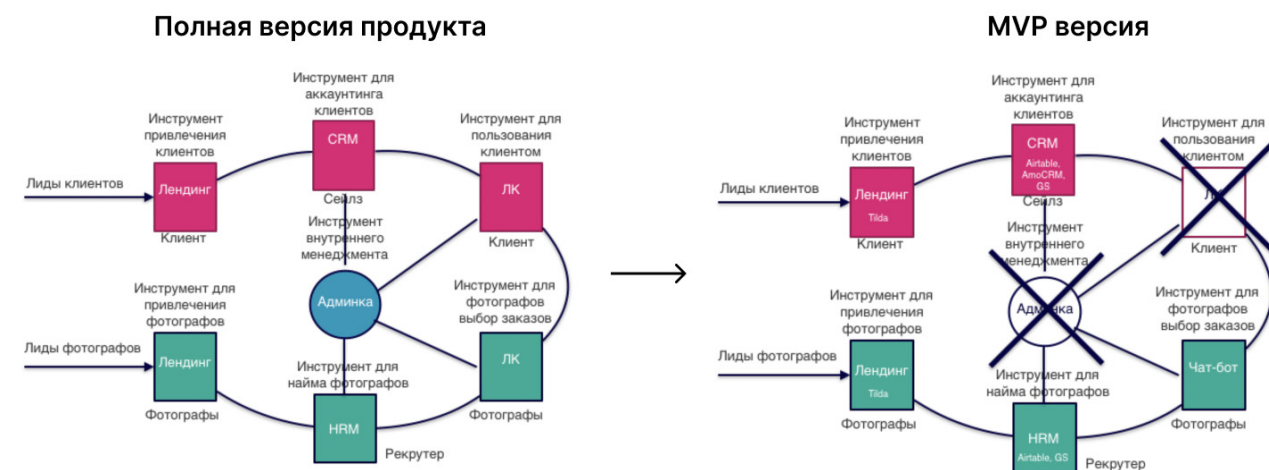 Полная версия продукта
Инструмент для
аккаунтинга
клиентов
Инструмент
привлечения
клиентов
CRM
Инструмент для
пользования
клиентом
Лиды клиентов
Лендинг
ЛК
Сейлз
Клиент
Инструмент
внутреннего
менеджмента
Клиент
Инструмент для
привлечения
фотографов
Админка
Инструмент для
фотографов
выбор заказов
Лиды фотографов
Лендинг
ЛК
Инструмент для
найма фотографов
Фотографы
HRM
Фотографы
Рекрутер
MVP версия
Инструмент для
аккаунтинга
клиентов
Инструмент
привлечения
клиентов
CRM
Airtable,
AmoCRM,
GS
Инструмент для
пользования
клиентом
Лиды клиентов
Лендинг
Tilda
ЛК
Сейлз
Клиент
Инструмент
внутреннего
менеджмента
Клиент
Инструмент для
привлечения
фотографов
Админка
Инструмент для
фотографов
выбор заказов
Лиды фотографов
Лендинг
Tilda
Чат-бот
Инструмент для
найма фотографов
Фотографы
HRM
Airtable, GS
Фотографы
Рекрутер